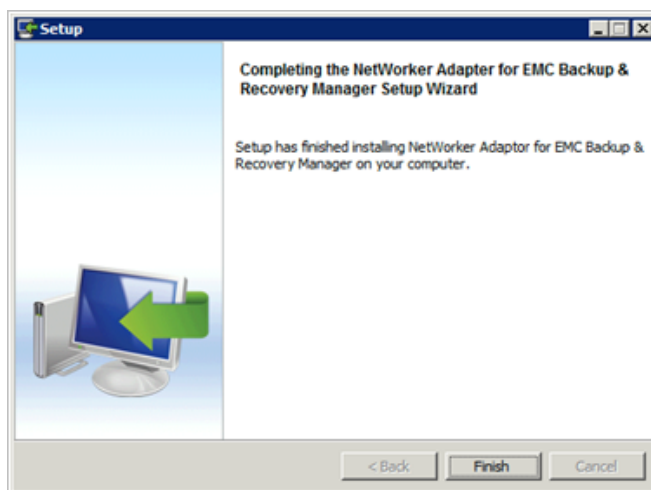 Setup
Completing the NetWorker Adapter for EMC Backup &
Recovery Manager Setup Wizard
Setup has finished installing NetWorker Adaptor for EMC Backup &
Recovery Manager on your computer.
< Back Finish Cancel